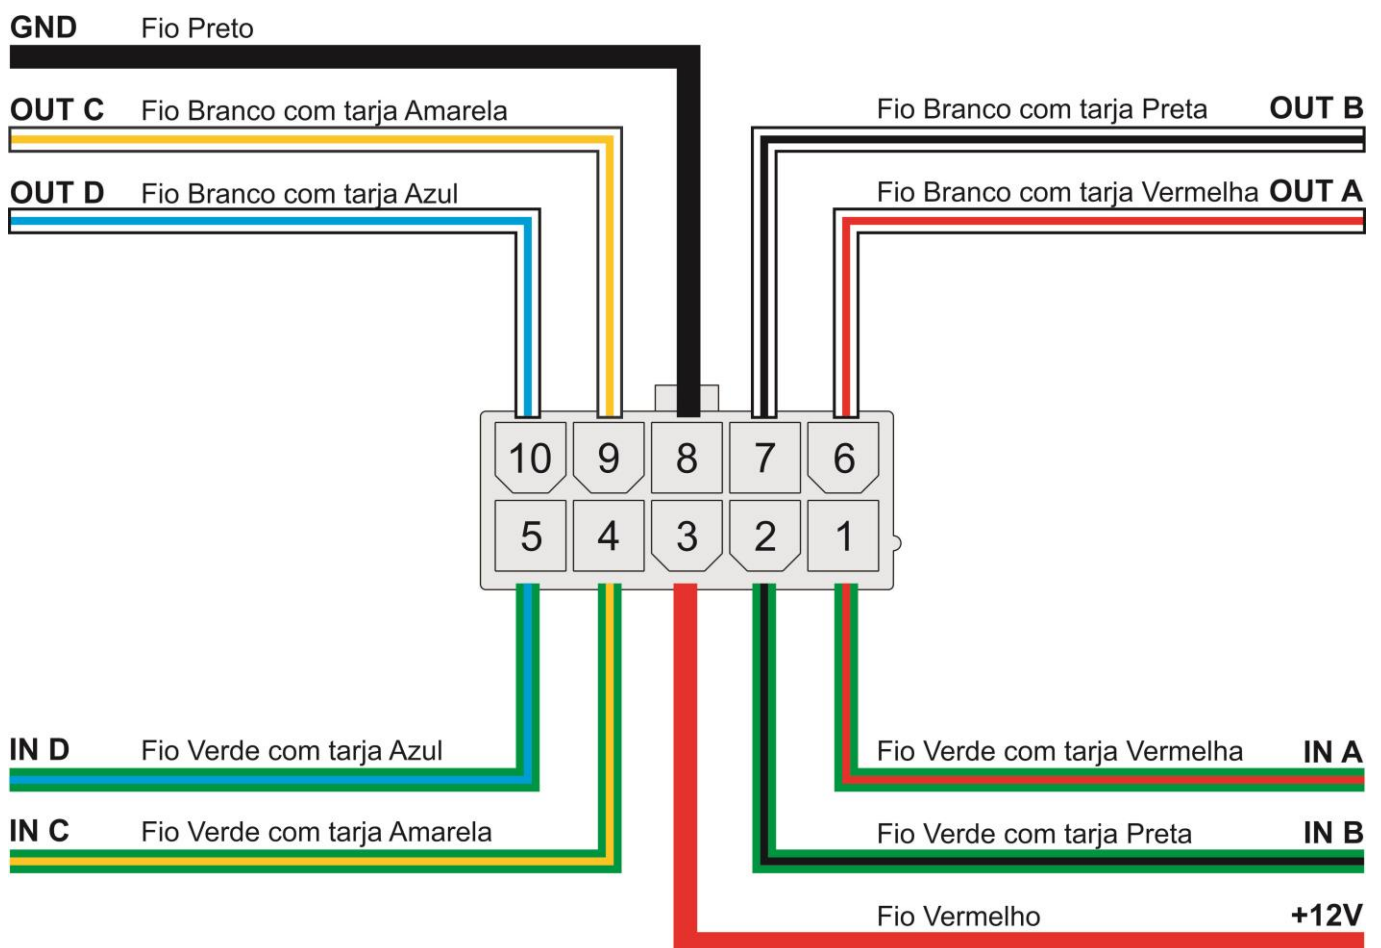 GND Fio Preto
OUT C Fio Branco com tarja Amarela
Fio Branco com tarja Preta OUT B
OUT D Fio Branco com tarja Azul
Fio Branco com tarja Vermelha OUT A
10 9 8 7 6
5 4 3 2 1
IN D Fio Verde com tarja Azul
Fio Verde com tarja Vermelha IN A
IN C Fio Verde com tarja Amarela
Fio Verde com tarja Preta IN B
Fio Vermelho +12V